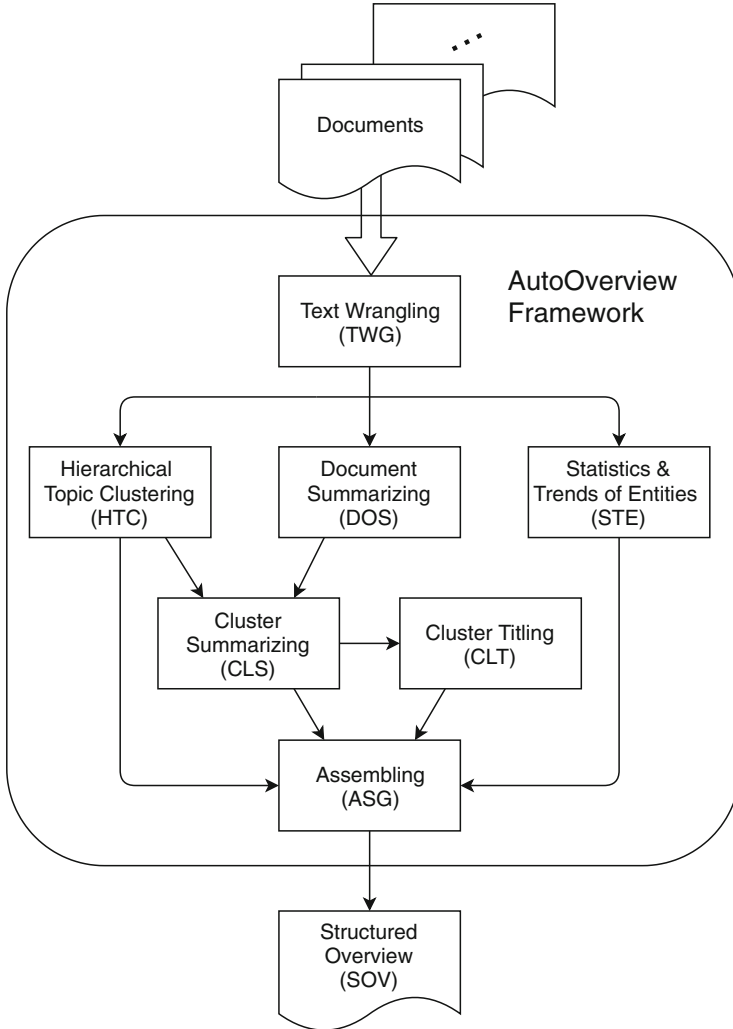 Documents
AutoOverview
Framework
Text Wrangling
(TWG)
Hierarchical
Topic Clustering
(HTC)
Document
Summarizing
(DOS)
Statistics &
Trends of Entities
(STE)
Cluster
Summarizing
(CLS)
Cluster Titling
(CLT)
Assembling
(ASG)
Structured
Overview
(SOV)